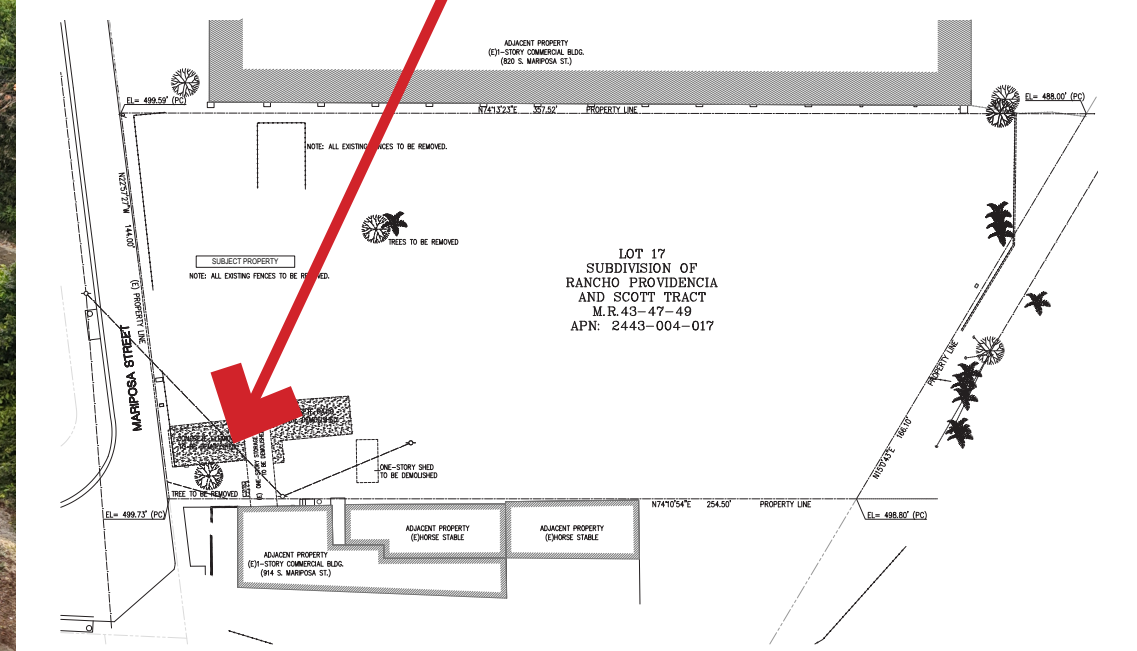 ADJACENT PROPERTY
(E)1-STORY COMMERCIAL BLDG.
(820 S. MARIPOSA ST.)
EL= 499.59' (PC)
EL= 488.00' (PC)
N74°13'23"E 357.52' PROPERTY LINE
NOTE: ALL EXISTING FENCES TO BE REMOVED.
N22°57'27"W 144.00'
(E) PROPERTY LINE
TREES TO BE REMOVED
SUBJECT PROPERTY
NOTE: ALL EXISTING FENCES TO BE REMOVED.
LOT 17
SUBDIVISION OF
RANCHO PROVIDENCIA
AND SCOTT TRACT
M.R.43-47-49
APN: 2443-004-017
MARIPOSA STREET
PROPERTY LINE
N15°0'43"E 166.10'
(E) ONE-STORY STORAGE
TO BE DEMOLISHED
ONE-STORY SHED
TO BE DEMOLISHED
TREE TO BE REMOVED
EL= 499.73' (PC)
N74°10'54"E 254.50' PROPERTY LINE
EL= 498.80' (PC)
ADJACENT PROPERTY
(E)HORSE STABLE
ADJACENT PROPERTY
(E)HORSE STABLE
ADJACENT PROPERTY
(E)1-STORY COMMERCIAL BLDG.
(914 S. MARIPOSA ST.)